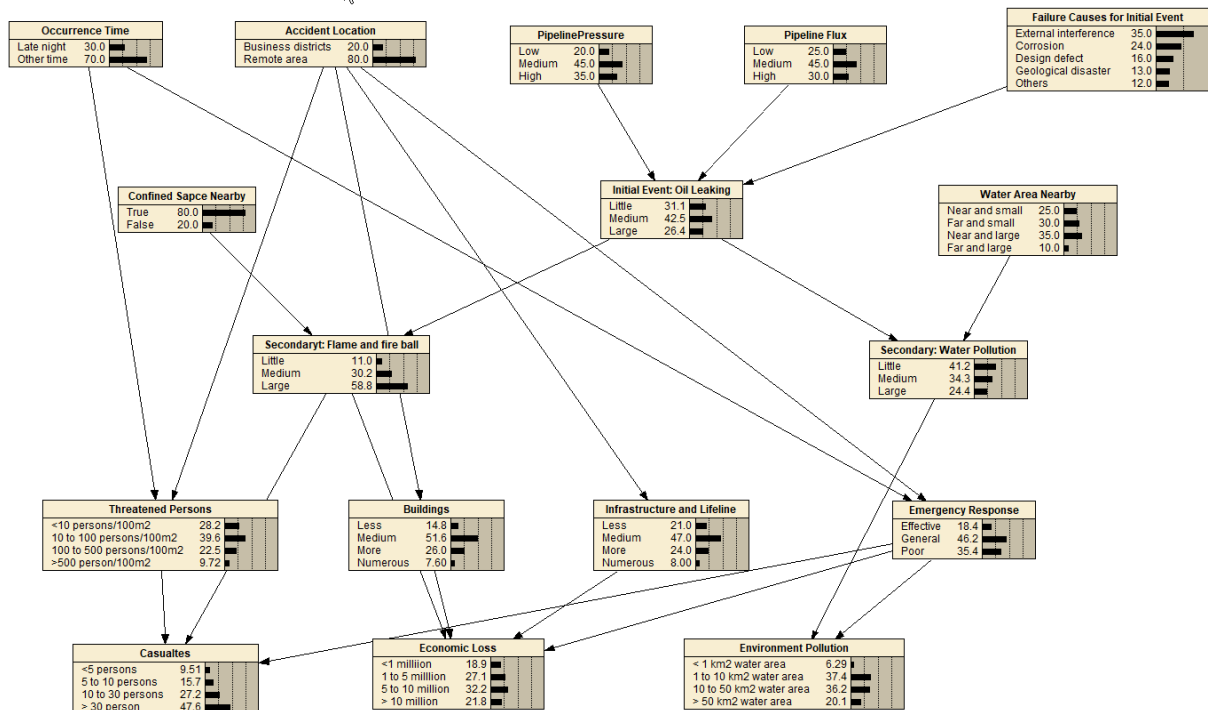 Occurrence Time
Late night 30.0
Other time 70.0
Accident Location
Business districts 20.0
Remote area 80.0
PipelinePressure
Low 20.0
Medium 45.0
High 35.0
Pipeline Flux
Low 25.0
Medium 45.0
High 30.0
Failure Causes for Initial Event
External interference 35.0
Corrosion 24.0
Design defect 16.0
Geological disaster 13.0
Others 12.0
Confined Sapce Nearby
True 80.0
False 20.0
Initial Event: Oil Leaking
Little 31.1
Medium 42.5
Large 26.4
Water Area Nearby
Near and small 25.0
Far and small 30.0
Near and large 35.0
Far and large 10.0
Secondaryt: Flame and fire ball
Little 11.0
Medium 30.2
Large 58.8
Secondary: Water Pollution
Little 41.2
Medium 34.3
Large 24.4
Threatened Persons
<10 persons/100m2 28.2
10 to 100 persons/100m2 39.6
100 to 500 persons/100m2 22.5
>500 person/100m2 9.72
Buildings
Less 14.8
Medium 51.6
More 26.0
Numerous 7.60
Infrastructure and Lifeline
Less 21.0
Medium 47.0
More 24.0
Numerous 8.00
Emergency Response
Effective 18.4
General 46.2
Poor 35.4
Casualtes
<5 persons 9.51
5 to 10 persons 15.7
10 to 30 persons 27.2
> 30 person 47.6
Economic Loss
<1 milliion 18.9
1 to 5 million 27.1
5 to 10 million 32.2
> 10 million 21.8
Environment Pollution
< 1 km2 water area 6.29
1 to 10 km2 water area 37.4
10 to 50 km2 water area 36.2
> 50 km2 water area 20.1